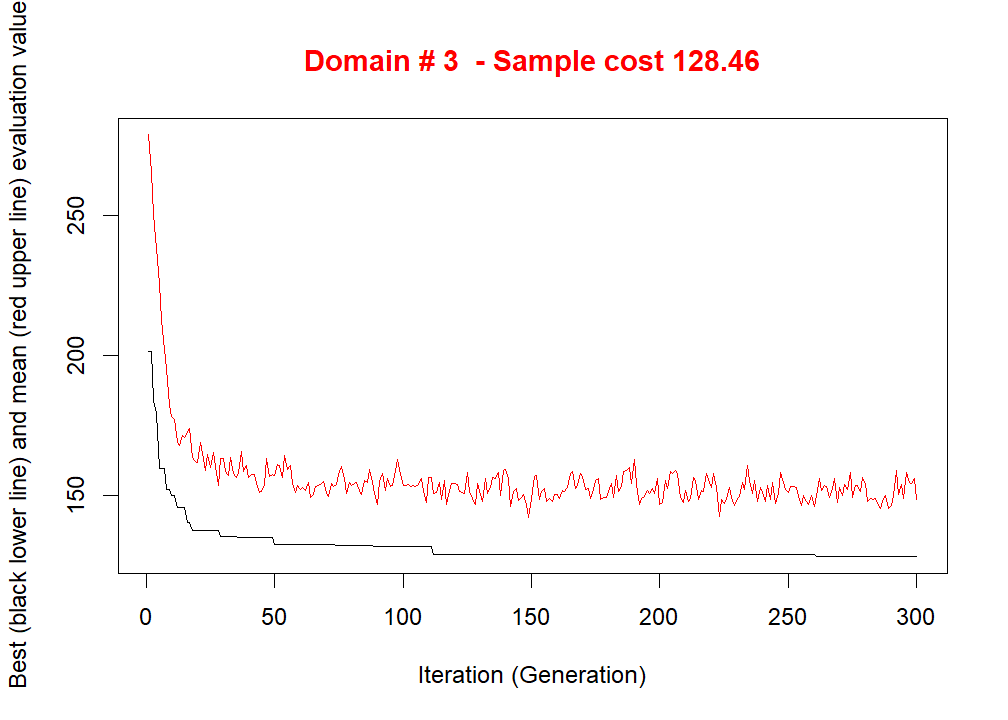 Domain # 3  - Sample cost 128.46
Best (black lower line) and mean (red upper line) evaluation value
250
200
150
0 50 100 150 200 250 300
Iteration (Generation)